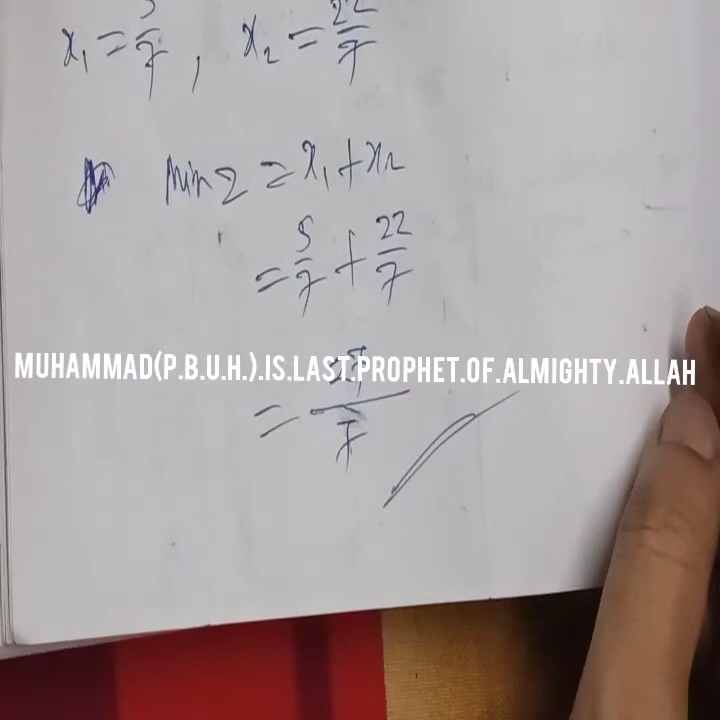 x₁ = 5/7 , x₂ = 22/7
Min Z = x₁ + x₂
= 5/7 + 22/7
MUHAMMAD(P.B.U.H.).IS.LAST.PROPHET.OF.ALMIGHTY.ALLAH
= 27/7